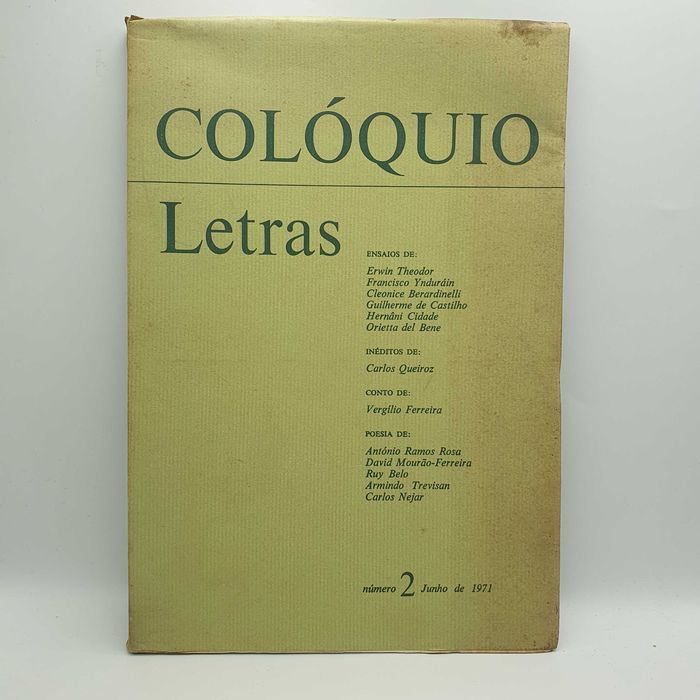 COLÓQUIO
Letras
ENSAIOS DE:
Erwin Theodor
Francisco Ynduráin
Cleonice Berardinelli
Guilherme de Castilho
Hernâni Cidade
Orietta del Bene
INÉDITOS DE:
Carlos Queiroz
CONTO DE:
Vergílio Ferreira
POESIA DE:
António Ramos Rosa
David Mourão-Ferreira
Ruy Belo
Armindo Trevisan
Carlos Nejar
número 2 Junho de 1971